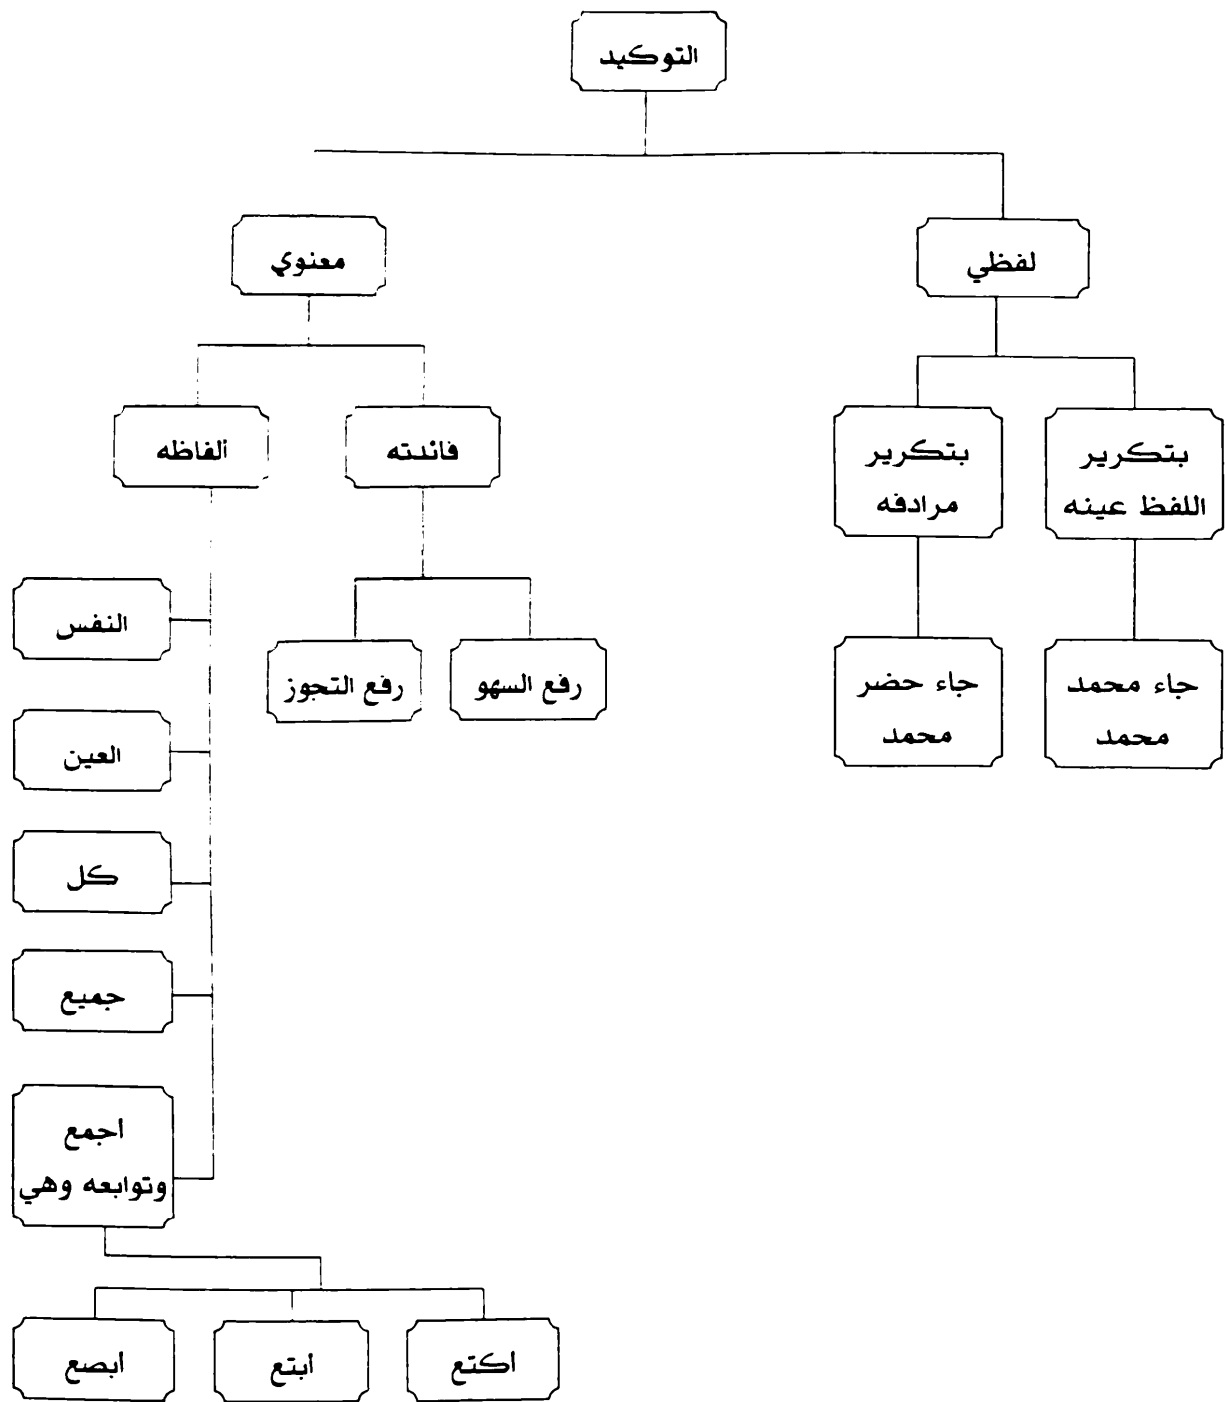 التوكيد
لفظي
معنوي
بتكرير
اللفظ عينه
بتكرير
مرادفه
فائدته
ألفاظه
جاء محمد
محمد
جاء حضر
محمد
رفع السهو
رفع التجوز
النفس
العين
كل
جميع
اجمع
وتوابعه وهي
اكتع
ابتع
ابصع